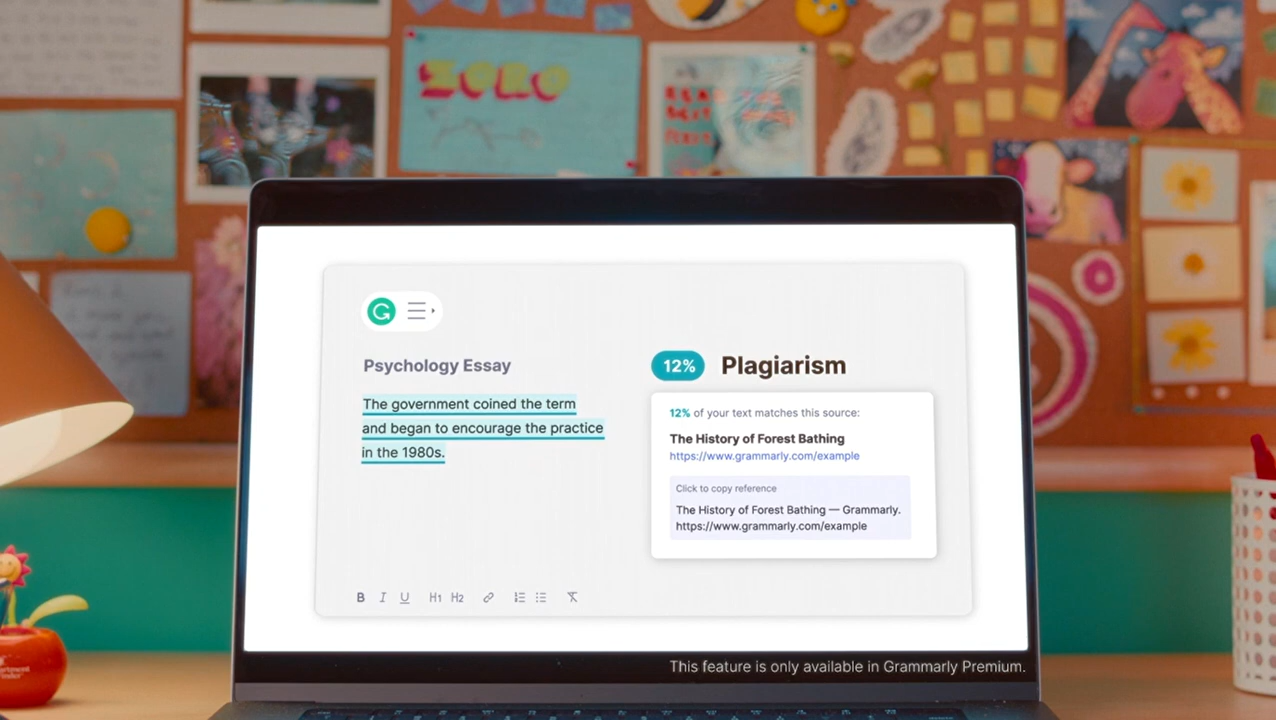 ZORO
Psychology Essay
The government coined the term
and began to encourage the practice
in the 1980s.
12% Plagiarism
12% of your text matches this source:
The History of Forest Bathing
https://www.grammarly.com/example
Click to copy reference
The History of Forest Bathing — Grammarly.
https://www.grammarly.com/example
B I U H1 H2
This feature is only available in Grammarly Premium.